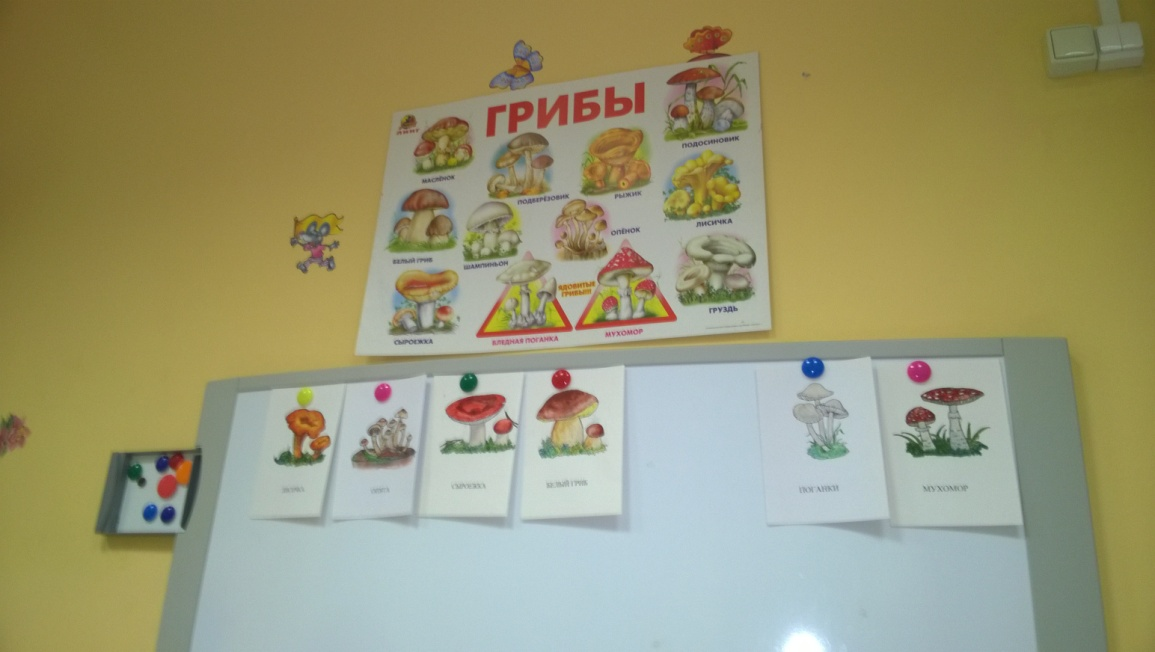 ГРИБЫ
МАСЛЁНОК
ПОДБЕРЁЗОВИК
РЫЖИК
ПОДОСИНОВИК
БЕЛЫЙ ГРИБ
ШАМПИНЬОН
ОПЁНОК
ЛИСИЧКА
СЫРОЕЖКА
БЛЕДНАЯ ПОГАНКА
ЯДОВИТЫЕ
ГРИБЫ!!!
МУХОМОР
ГРУЗДЬ
СЫРОЕЖКА
БЕЛЫЙ ГРИБ
ПОГАНКИ
МУХОМОР